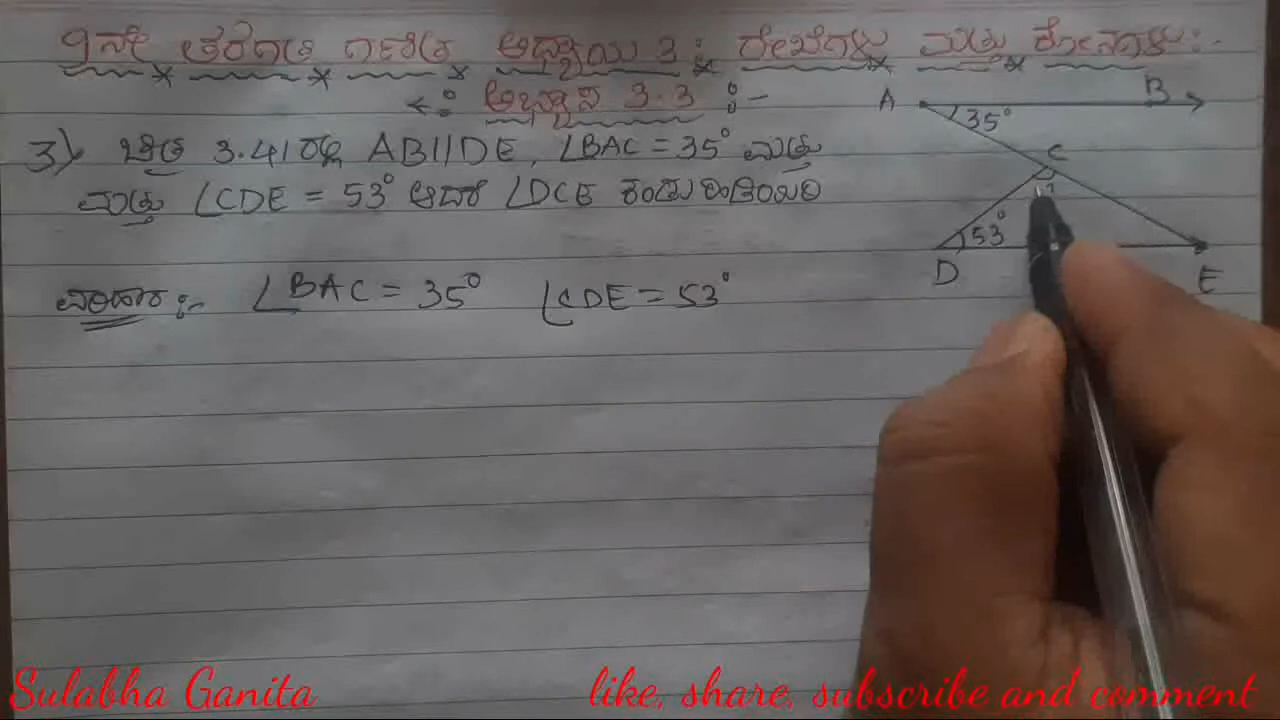 9ನೇ ತರಗತಿ ಗಣಿತ ಅಧ್ಯಾಯ 3: ರೇಖೆಗಳು ಮತ್ತು ಕೋನಗಳು:-
<: ಅಭ್ಯಾಸ 3.3 :-
3) ಚಿತ್ರ 3.41ರಲ್ಲಿ AB||DE, ∠BAC = 35° ಮತ್ತು
ಮತ್ತು ∠CDE = 53° ಆದರೆ ∠DCE ಕಂಡುಹಿಡಿಯಿರಿ
ಪರಿಹಾರ :- ∠BAC = 35° ∠CDE = 53°
A B
35°
C
?
53°
D E
Sulabha Ganita
like, share, subscribe and comment